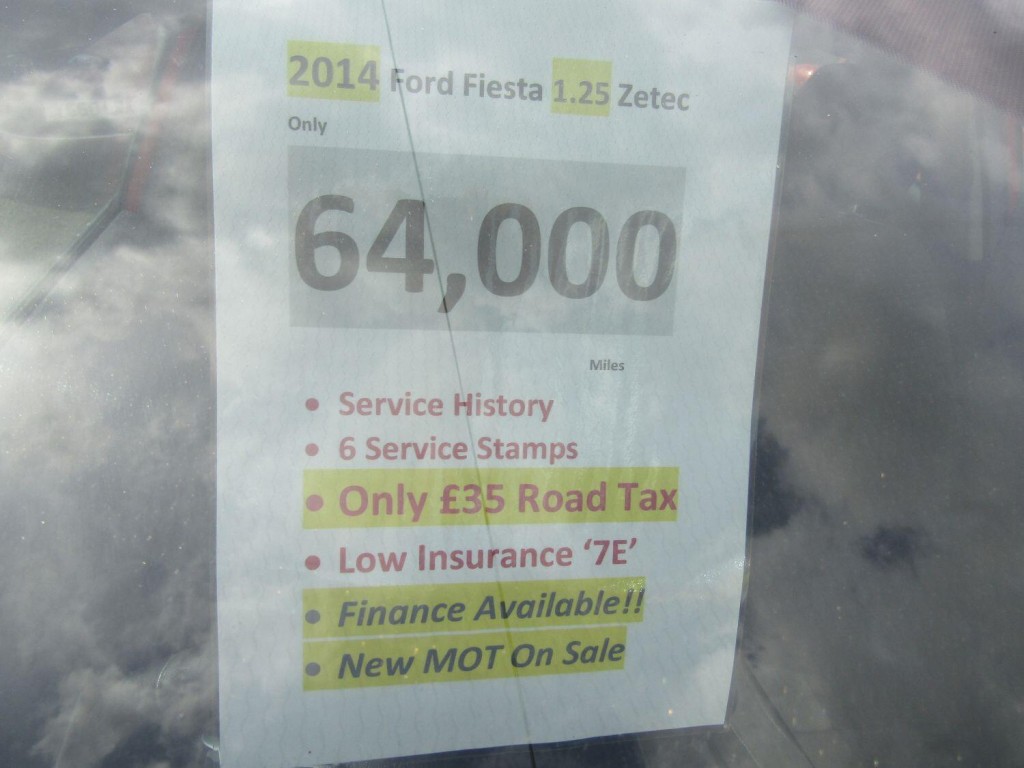 2014 Ford Fiesta 1.25 Zetec
Only
64,000
Miles
• Service History
• 6 Service Stamps
• Only £35 Road Tax
• Low Insurance ‘7E’
• Finance Available!!
• New MOT On Sale